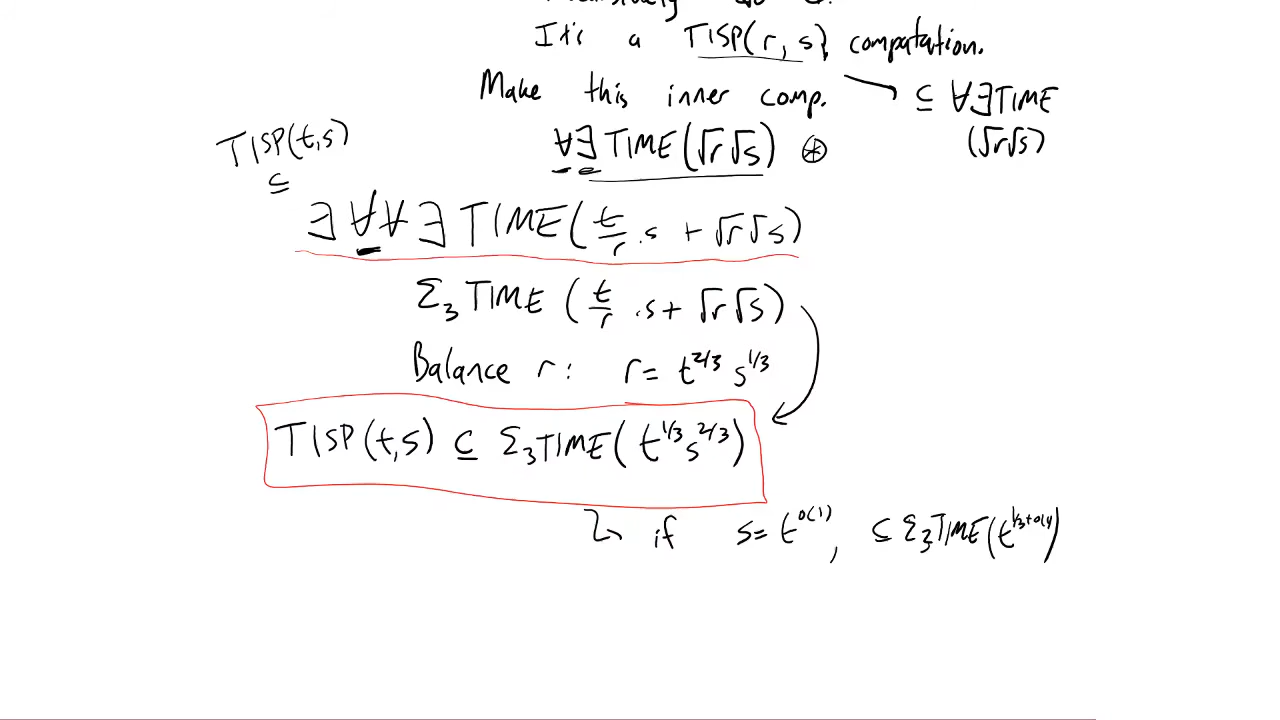 It's a TISP(r, s) computation.
Make this inner comp. ⊆ ∀∃TIME
(√r√s)
∀∃ TIME(√r√s) ⊛
TISP(t,s)
⊆
∃∀∀∃ TIME(t/r · s + √r√s)
Σ₃TIME (t/r · s + √r√s)
Balance r: r = t^{2/3} s^{1/3}
TISP(t,s) ⊆ Σ₃TIME(t^{1/3} s^{2/3})
↳ if s = t^{o(1)}, ⊆ Σ₃TIME(t^{1/3+o(1)})